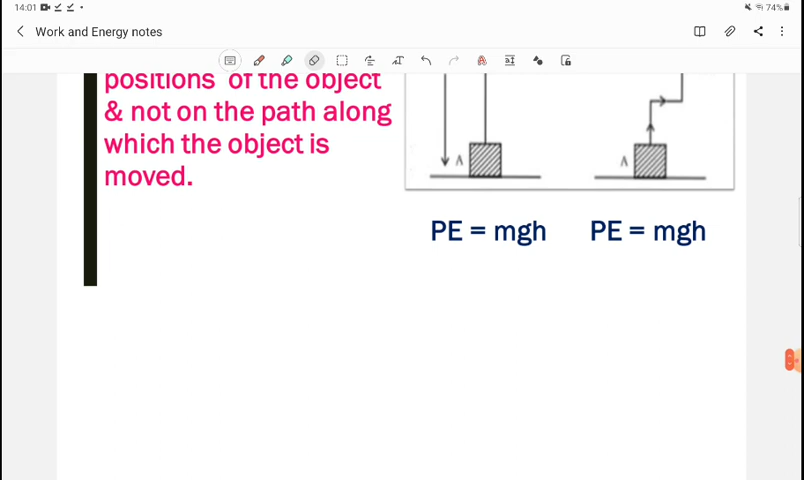 14:01
74%
Work and Energy notes
positions of the object
& not on the path along
which the object is
moved.
A
A
PE = mgh PE = mgh